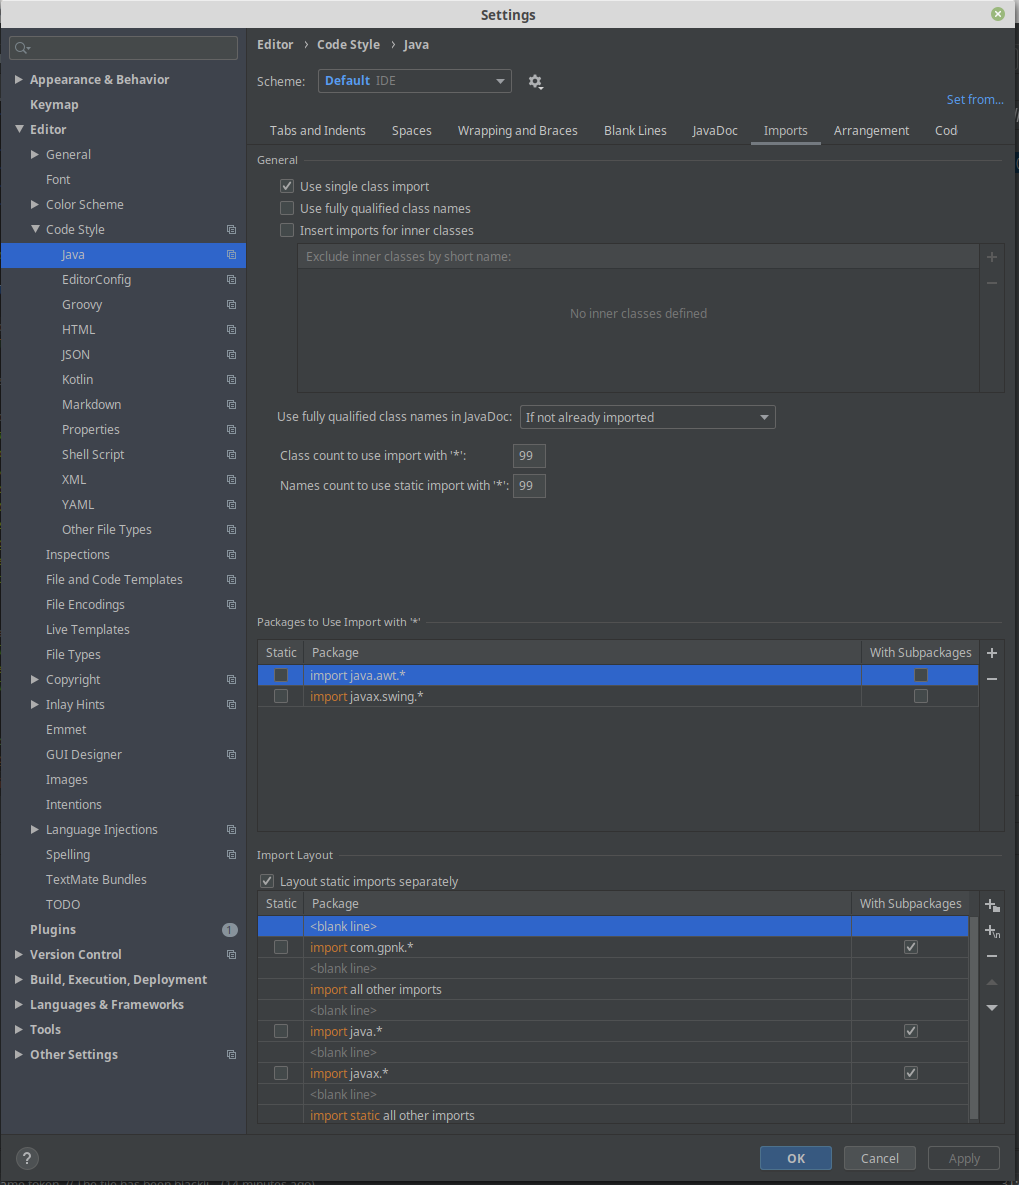 Settings
Appearance & Behavior
Keymap
Editor
General
Font
Color Scheme
Code Style
Java
EditorConfig
Groovy
HTML
JSON
Kotlin
Markdown
Properties
Shell Script
XML
YAML
Other File Types
Inspections
File and Code Templates
File Encodings
Live Templates
File Types
Copyright
Inlay Hints
Emmet
GUI Designer
Images
Intentions
Language Injections
Spelling
TextMate Bundles
TODO
Plugins 1
Version Control
Build, Execution, Deployment
Languages & Frameworks
Tools
Other Settings
Editor › Code Style › Java
Scheme: Default IDE
Set from...
Tabs and Indents Spaces Wrapping and Braces Blank Lines JavaDoc Imports Arrangement Cod
General
Use single class import
Use fully qualified class names
Insert imports for inner classes
Exclude inner classes by short name:
No inner classes defined
Use fully qualified class names in JavaDoc: If not already imported
Class count to use import with '*': 99
Names count to use static import with '*': 99
Packages to Use Import with '*'
Static Package With Subpackages
import java.awt.*
import javax.swing.*
Import Layout
Layout static imports separately
Static Package With Subpackages
<blank line>
import com.gpnk.*
<blank line>
import all other imports
<blank line>
import java.*
<blank line>
import javax.*
<blank line>
import static all other imports
? OK Cancel Apply